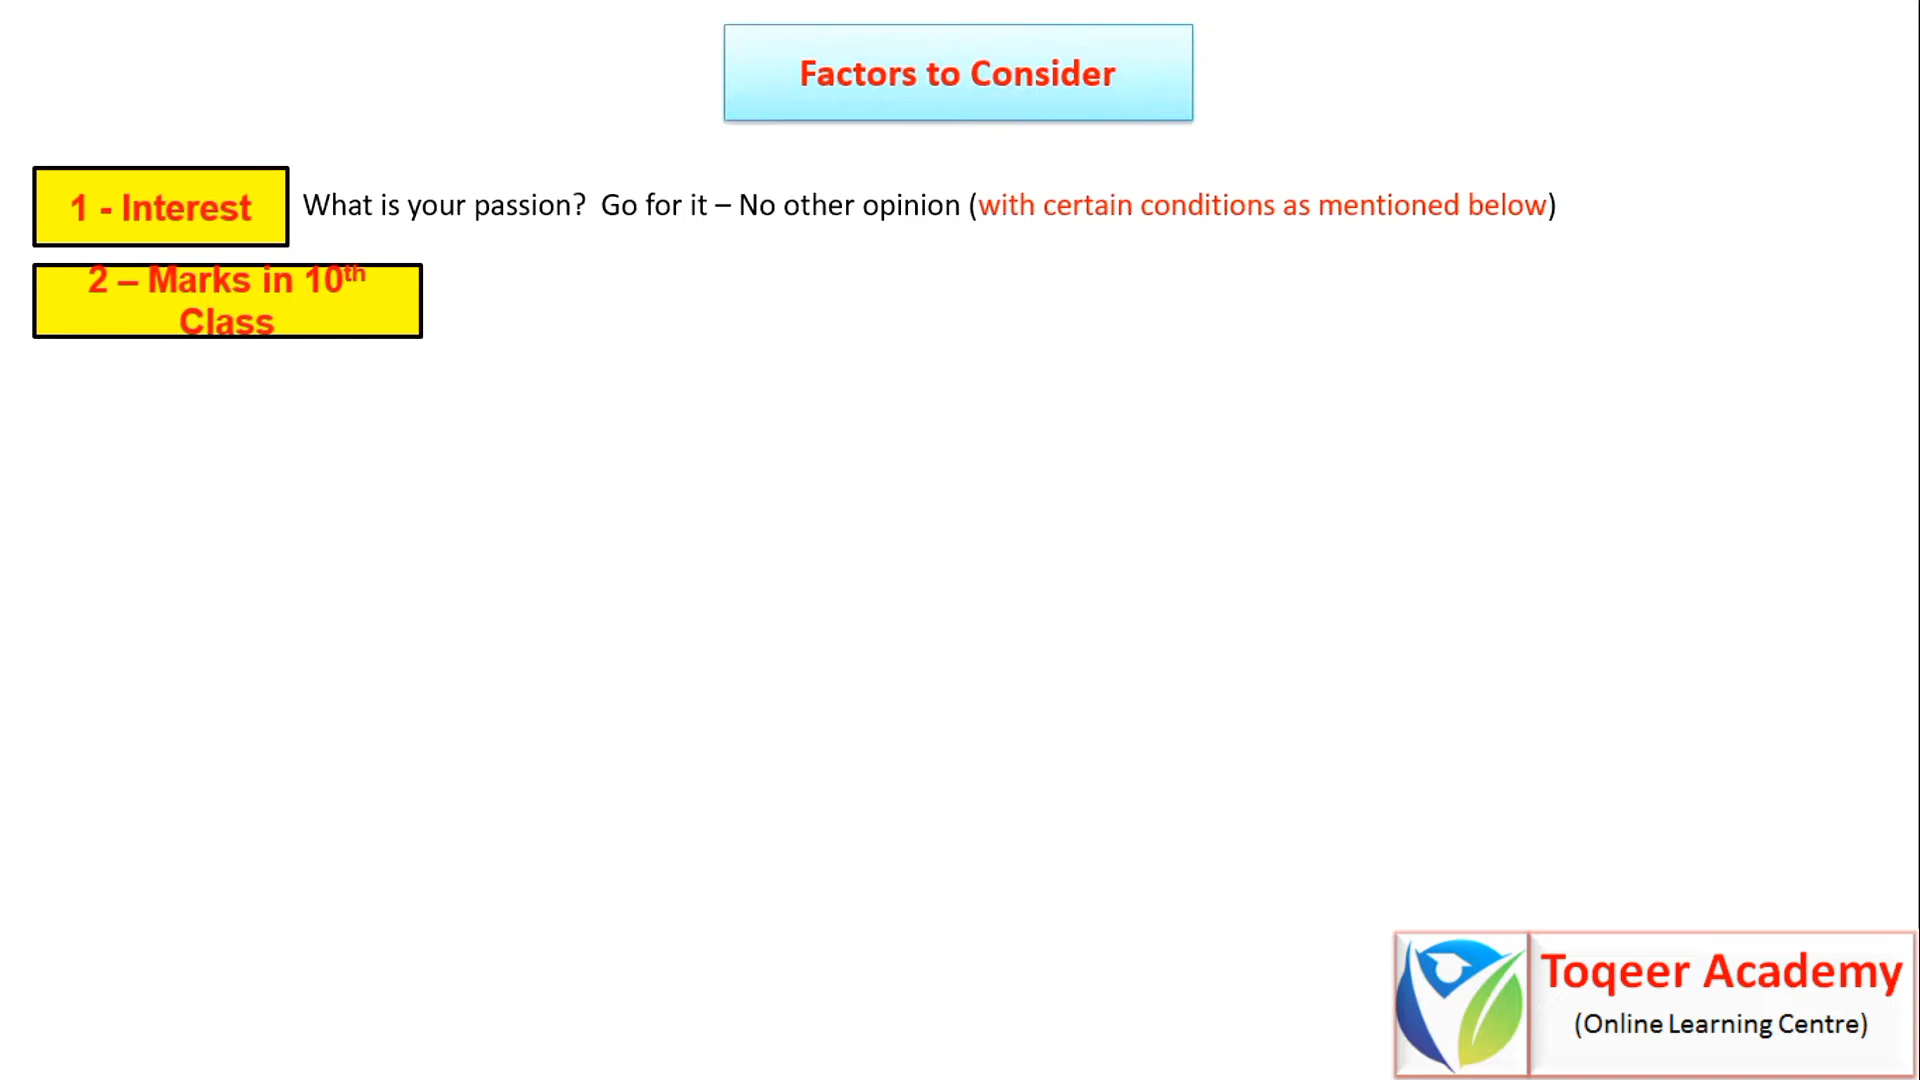 Factors to Consider
1 - Interest
What is your passion?  Go for it – No other opinion (with certain conditions as mentioned below)
2 – Marks in 10th
Class
Toqeer Academy
(Online Learning Centre)